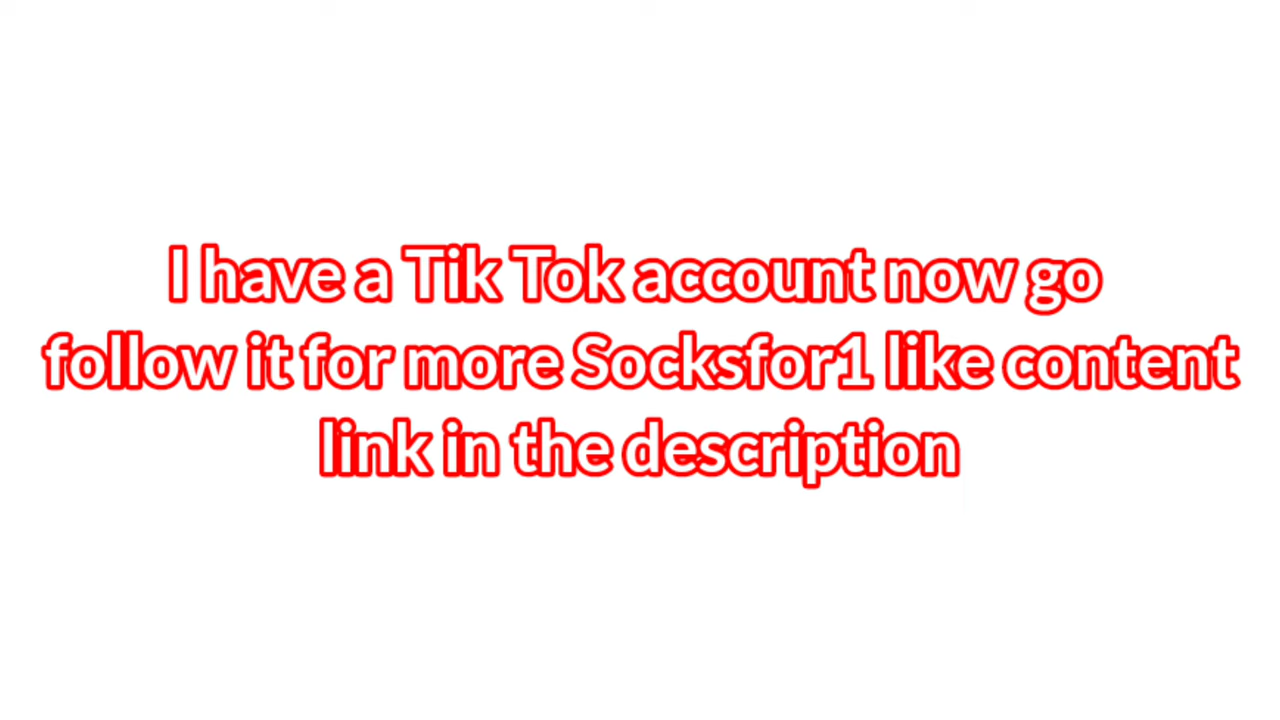 I have a Tik Tok account now go
follow it for more Socksfor1 like content
link in the description